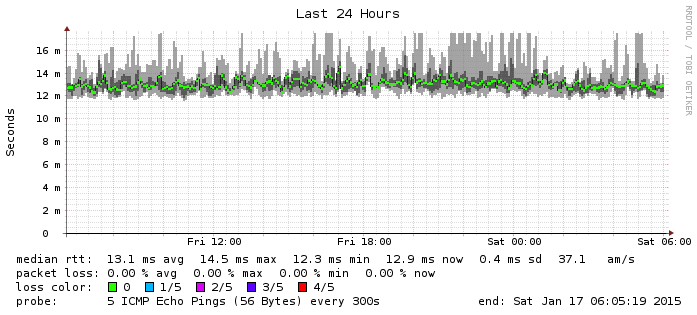 Last 24 Hours
RRDTOOL / TOBI OETIKER
Seconds
16 m
14 m
12 m
10 m
8 m
6 m
4 m
2 m
0
Fri 12:00 Fri 18:00 Sat 00:00 Sat 06:00
median rtt: 13.1 ms avg 14.5 ms max 12.3 ms min 12.9 ms now 0.4 ms sd 37.1 am/s
packet loss: 0.00 % avg 0.00 % max 0.00 % min 0.00 % now
loss color: 0 1/5 2/5 3/5 4/5
probe: 5 ICMP Echo Pings (56 Bytes) every 300s end: Sat Jan 17 06:05:19 2015